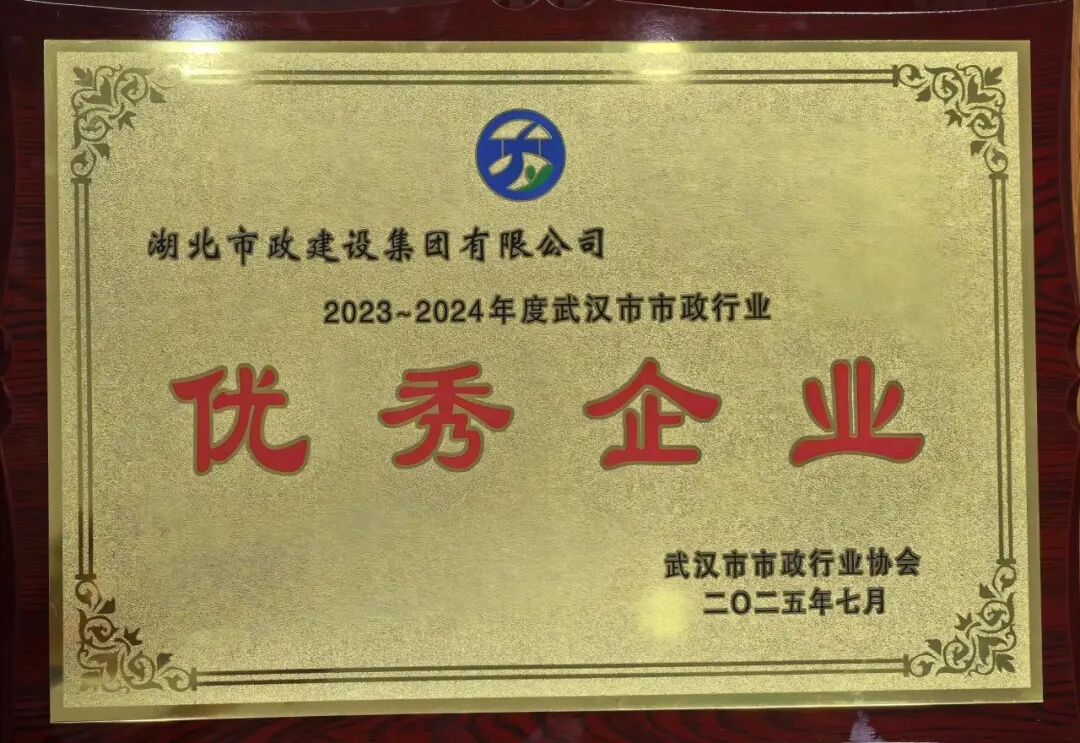 湖北市政建设集团有限公司
2023~2024年度武汉市市政行业
优秀企业
武汉市市政行业协会
二〇二五年七月